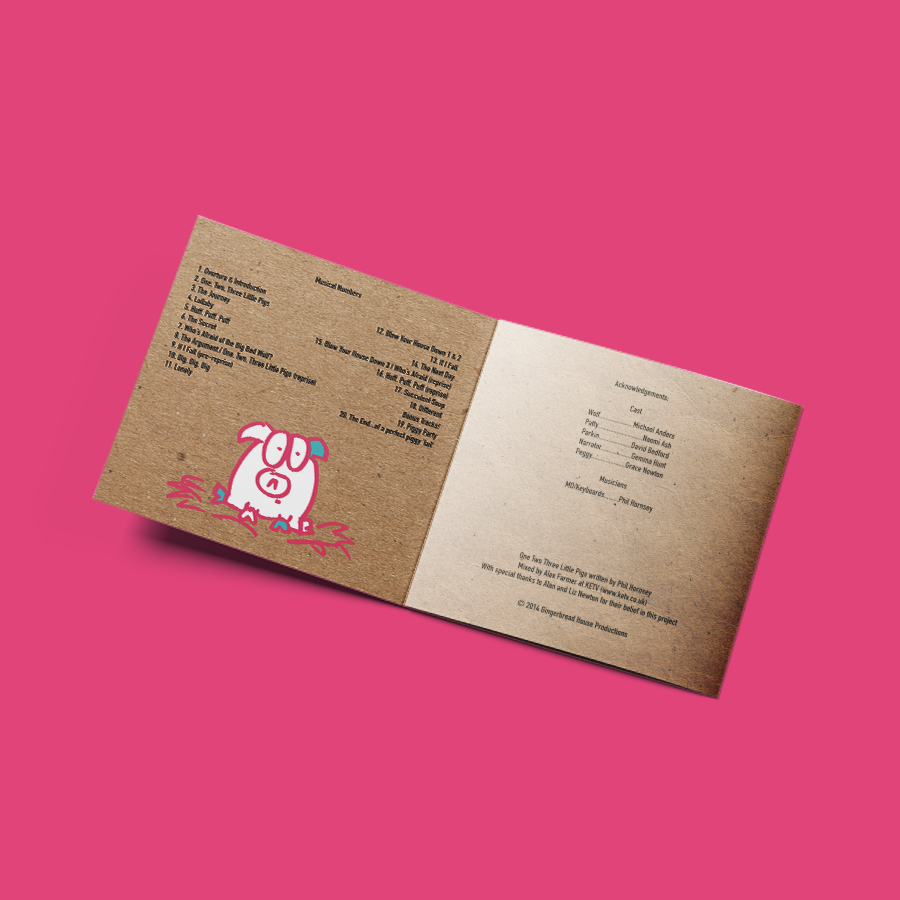 Musical Numbers
1. Overture & Introduction
2. One, Two, Three Little Pigs
3. The Journey
4. Lullaby
5. Huff, Puff, Puff
6. The Secret
7. Who's Afraid of the Big Bad Wolf?
8. The Argument / One, Two, Three Little Pigs (reprise)
9. If I Fall (pre-reprise)
10. Dig, Dig, Dig
11. Lonely
12. Blow Your House Down 1 & 2
13. If I Fall
14. The Next Day
15. Blow Your House Down 3 / Who's Afraid (reprise)
16. Huff, Puff, Puff (reprise)
17. Succulent Soup
18. Different
Bonus Tracks!
19. Piggy Party
20. The End...of a perfect piggy 'tail'
Acknowledgements:
Cast
Wolf....................Michael Anders
Patty........................Naomi Ash
Parkin.................David Bedford
Narrator................Gemma Hunt
Peggy................Grace Newton
Musicians
MD/Keyboards.......Phil Hornsey
One Two Three Little Pigs written by Phil Hornsey
Mixed by Alan Farmer at KETV (www.ketv.co.uk)
With special thanks to Alan and Liz Newton for their belief in this project
© 2014 Gingerbread House Productions